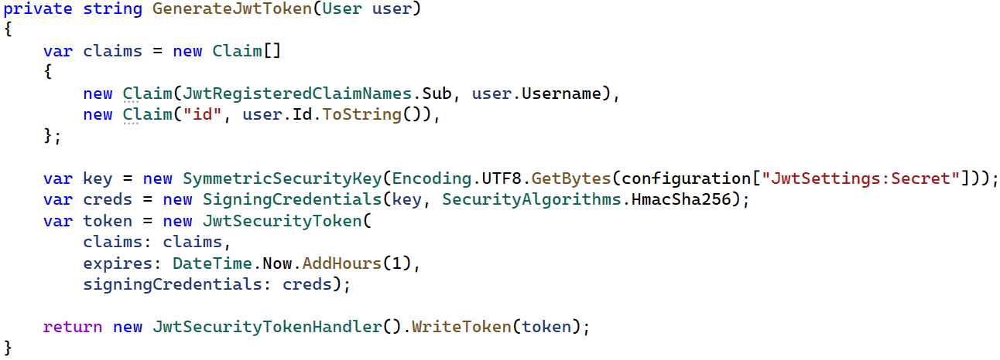 private string GenerateJwtToken(User user)
{
    var claims = new Claim[]
    {
        new Claim(JwtRegisteredClaimNames.Sub, user.Username),
        new Claim("id", user.Id.ToString()),
    };

    var key = new SymmetricSecurityKey(Encoding.UTF8.GetBytes(configuration["JwtSettings:Secret"]));
    var creds = new SigningCredentials(key, SecurityAlgorithms.HmacSha256);
    var token = new JwtSecurityToken(
        claims: claims,
        expires: DateTime.Now.AddHours(1),
        signingCredentials: creds);

    return new JwtSecurityTokenHandler().WriteToken(token);
}